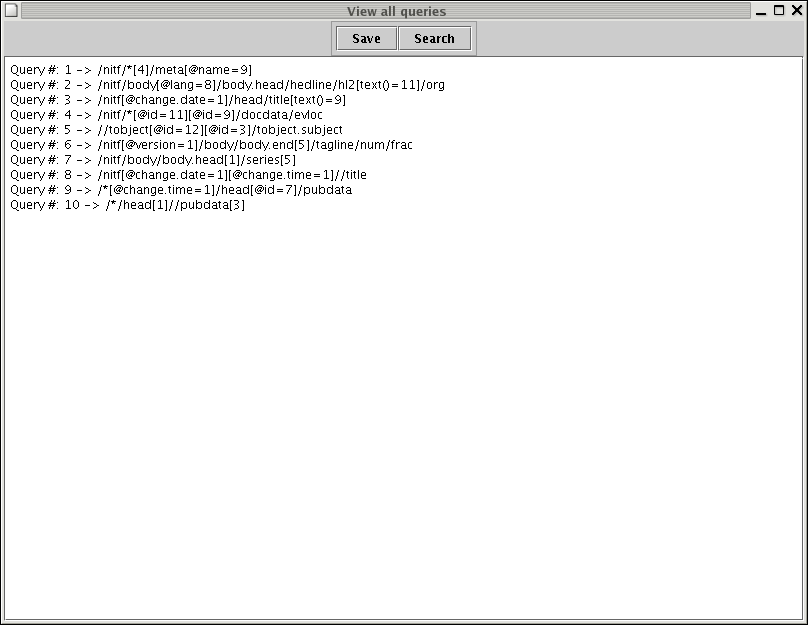 View all queries
Save Search
Query #: 1 -> /nitf/*[4]/meta[@name=9]
Query #: 2 -> /nitf/body[@lang=8]/body.head/hedline/hl2[text()=11]/org
Query #: 3 -> /nitf[@change.date=1]/head/title[text()=9]
Query #: 4 -> /nitf/*[@id=11][@id=9]/docdata/evloc
Query #: 5 -> //tobject[@id=12][@id=3]/tobject.subject
Query #: 6 -> /nitf[@version=1]/body/body.end[5]/tagline/num/frac
Query #: 7 -> /nitf/body/body.head[1]/series[5]
Query #: 8 -> /nitf[@change.date=1][@change.time=1]//title
Query #: 9 -> /*[@change.time=1]/head[@id=7]/pubdata
Query #: 10 -> /*/head[1]//pubdata[3]